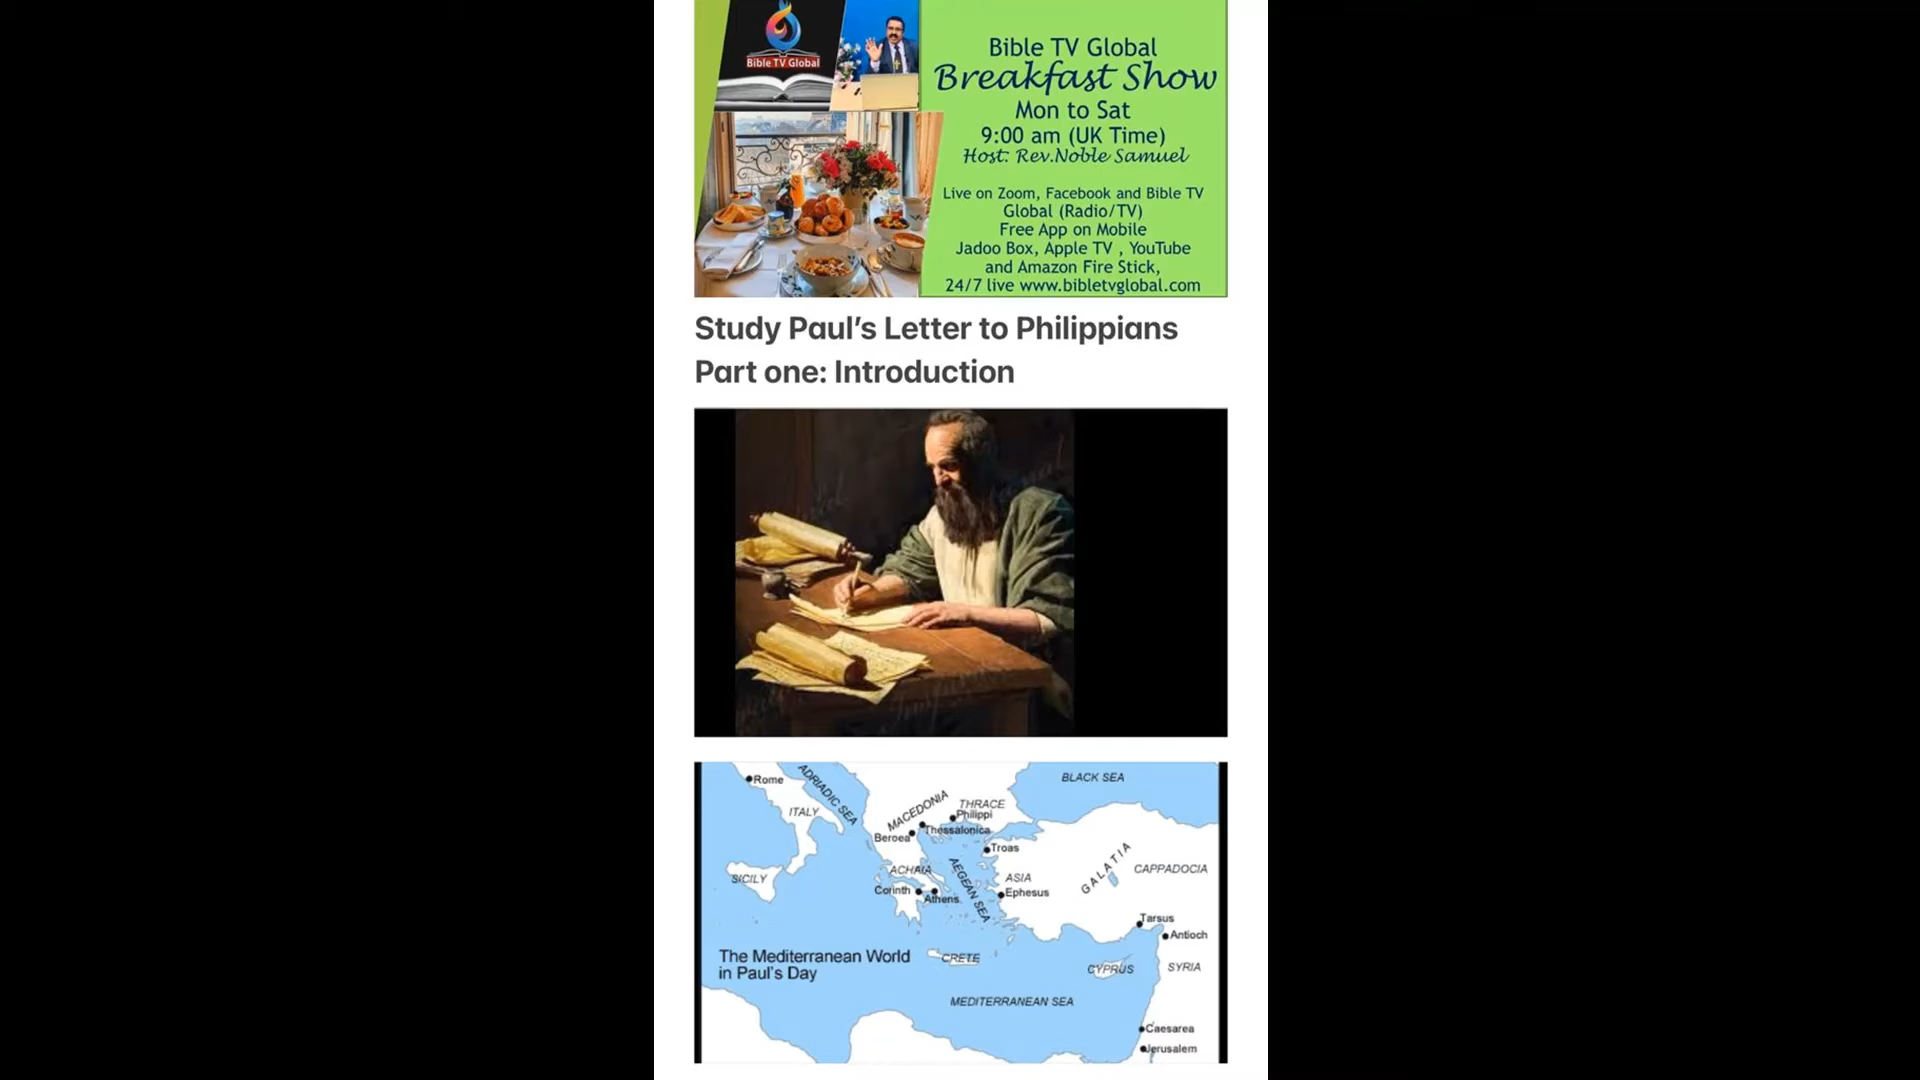 Bible TV Global
Bible TV Global
Breakfast Show
Mon to Sat
9:00 am (UK Time)
Host: Rev.Noble Samuel
Live on Zoom, Facebook and Bible TV
Global (Radio/TV)
Free App on Mobile
Jadoo Box, Apple TV , YouTube
and Amazon Fire Stick,
24/7 live www.bibletvglobal.com
Study Paul’s Letter to Philippians
Part one: Introduction
Rome
ADRIADIC SEA
BLACK SEA
ITALY
MACEDONIA
THRACE
Philippi
Thessalonica
Beroea
Troas
GALATIA
CAPPADOCIA
ACHAIA
AEGEAN SEA
ASIA
SICILY
Corinth
Athens
Ephesus
Tarsus
Antioch
The Mediterranean World
in Paul's Day
CRETE
CYPRUS
SYRIA
MEDITERRANEAN SEA
Caesarea
Jerusalem